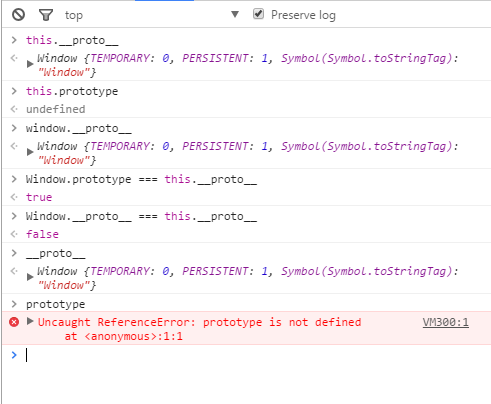 top Preserve log
this.__proto__
Window {TEMPORARY: 0, PERSISTENT: 1, Symbol(Symbol.toStringTag):
"Window"}
this.prototype
undefined
window.__proto__
Window {TEMPORARY: 0, PERSISTENT: 1, Symbol(Symbol.toStringTag):
"Window"}
Window.prototype === this.__proto__
true
Window.__proto__ === this.__proto__
false
__proto__
Window {TEMPORARY: 0, PERSISTENT: 1, Symbol(Symbol.toStringTag):
"Window"}
prototype
Uncaught ReferenceError: prototype is not defined VM300:1
at <anonymous>:1:1